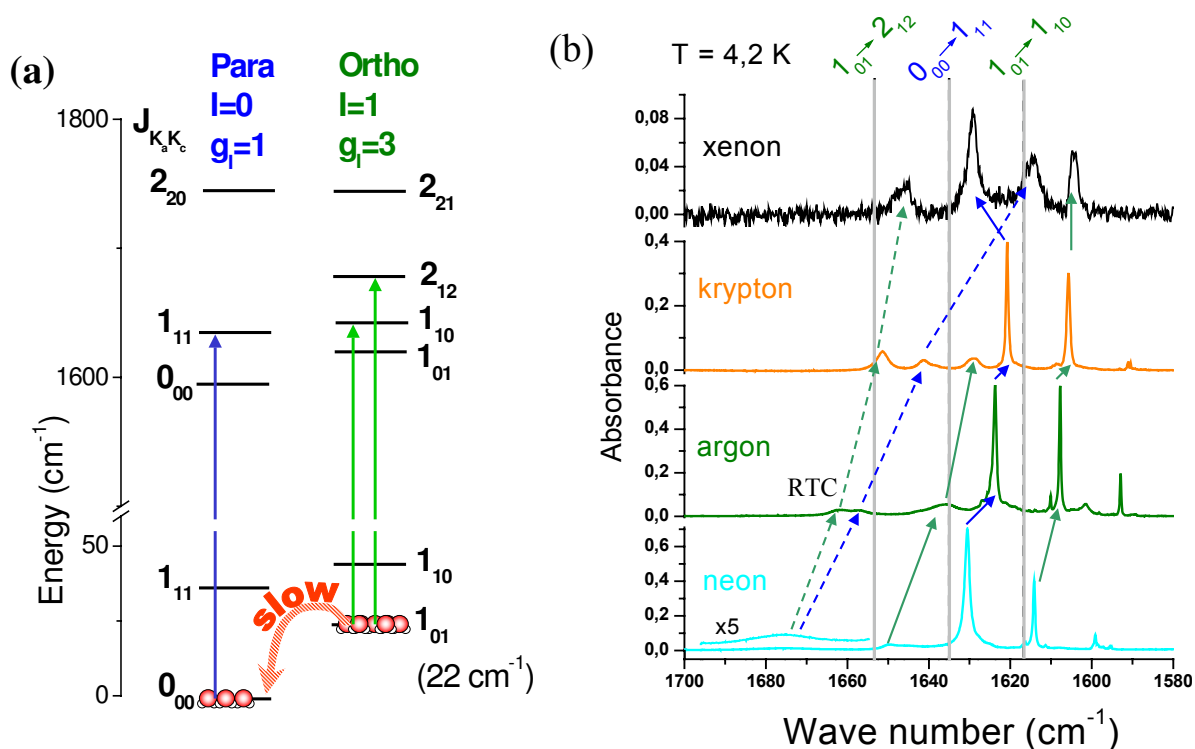 (a)
Para
I=0
g_I=1
Ortho
I=1
g_I=3
J_KaKc
1800
1600
50
0
Energy (cm⁻¹)
2₂₀
1₁₁
0₀₀
1₁₁
0₀₀
2₂₁
2₁₂
1₁₀
1₀₁
1₁₀
1₀₁
(22 cm⁻¹)
slow
(b)
T = 4,2 K
1₀₁→2₁₂
0₀₀→1₁₁
1₀₁→1₁₀
Absorbance
0,08
0,04
0,00
xenon
0,4
0,2
0,0
krypton
0,6
0,4
0,2
0,0
argon
RTC
0,6
0,4
0,2
0,0
neon
x5
1700 1680 1660 1640 1620 1600 1580
Wave number (cm⁻¹)